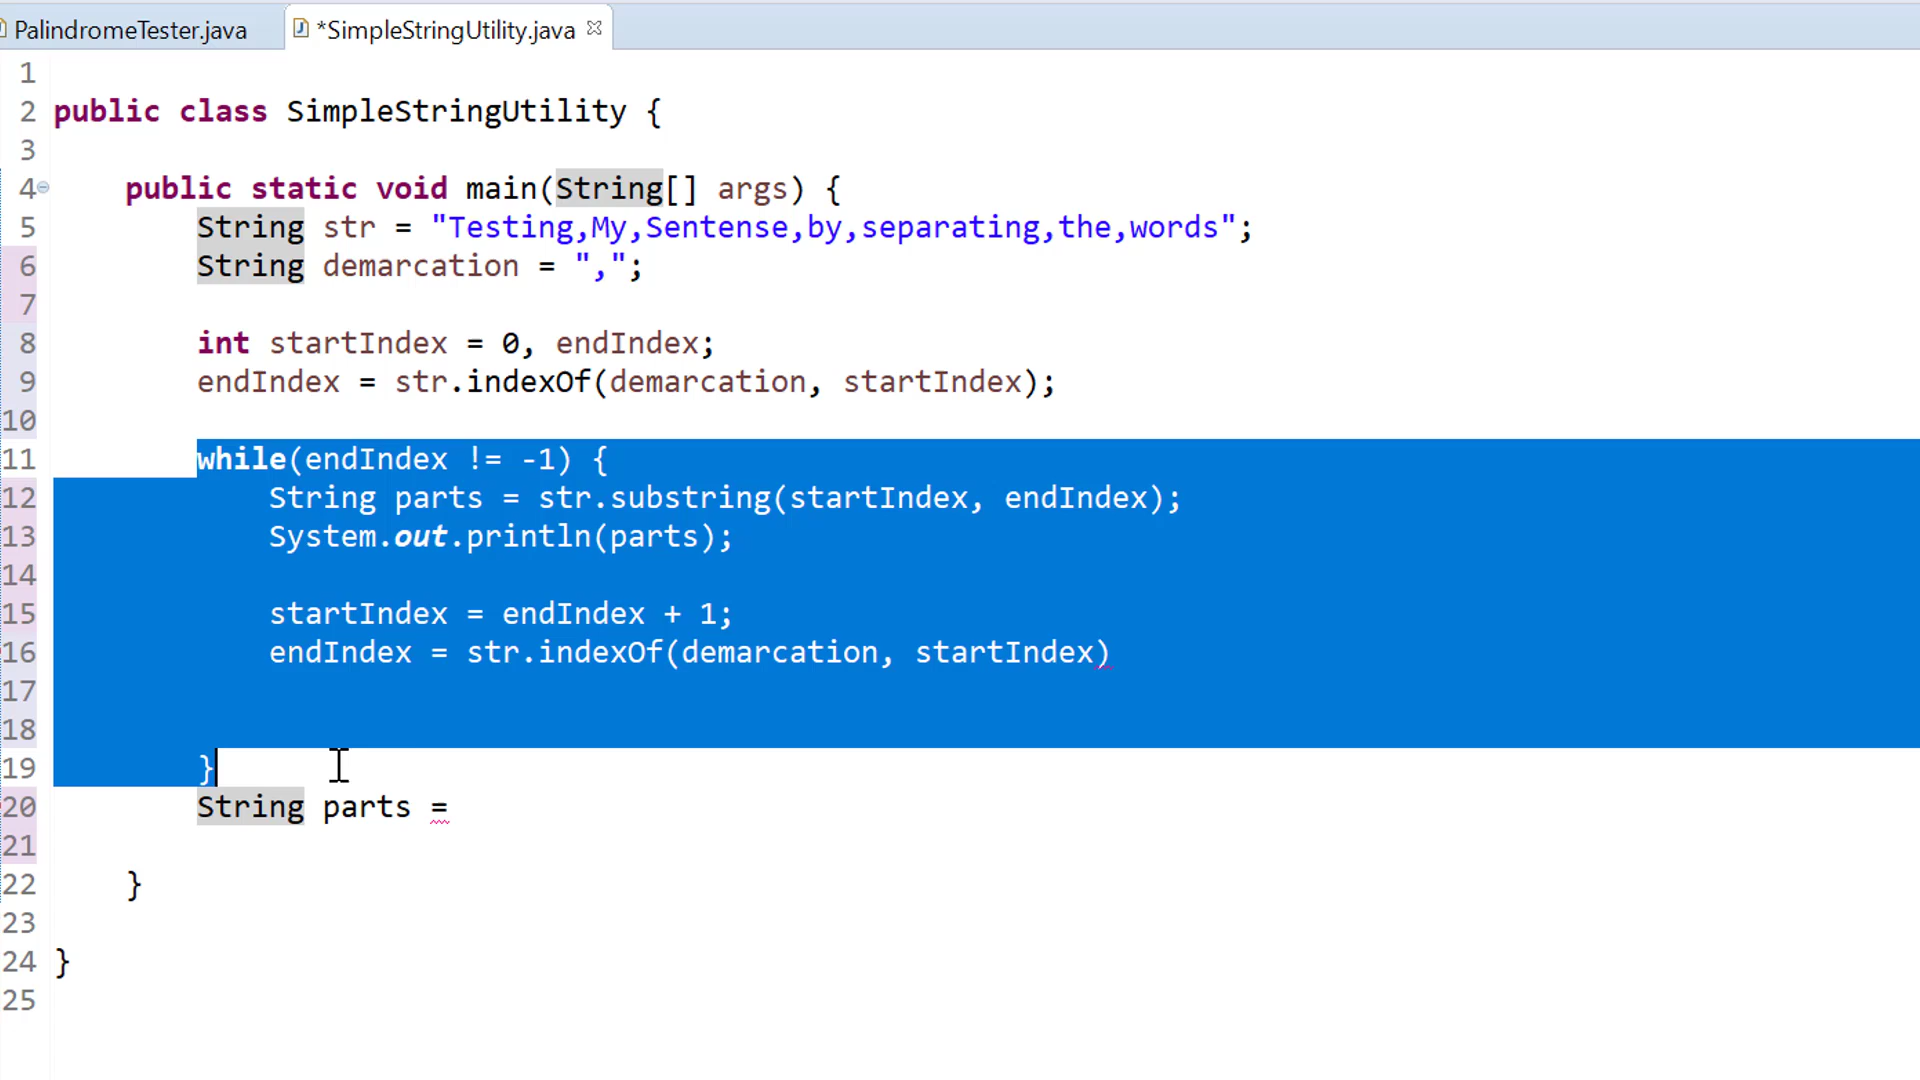 PalindromeTester.java *SimpleStringUtility.java
1
2 public class SimpleStringUtility {
3
4 public static void main(String[] args) {
5 String str = "Testing,My,Sentense,by,separating,the,words";
6 String demarcation = ",";
7
8 int startIndex = 0, endIndex;
9 endIndex = str.indexOf(demarcation, startIndex);
10
11 while(endIndex != -1) {
12 String parts = str.substring(startIndex, endIndex);
13 System.out.println(parts);
14
15 startIndex = endIndex + 1;
16 endIndex = str.indexOf(demarcation, startIndex)
17
18
19 }
20 String parts =
21
22 }
23
24 }
25